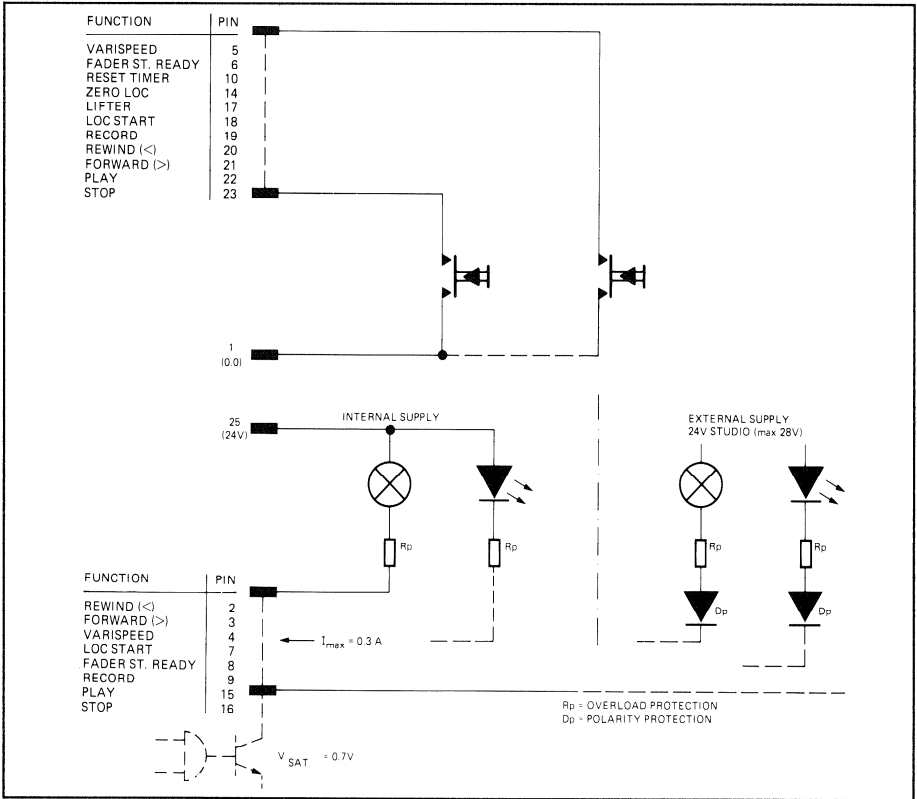 FUNCTION PIN
VARISPEED 5
FADER ST. READY 6
RESET TIMER 10
ZERO LOC 14
LIFTER 17
LOC START 18
RECORD 19
REWIND (<) 20
FORWARD (>) 21
PLAY 22
STOP 23
1
(0.0)
25
(24V)
INTERNAL SUPPLY
EXTERNAL SUPPLY
24V STUDIO (max 28V)
Rp
Rp
Rp
Rp
Dp
Dp
FUNCTION PIN
REWIND (<) 2
FORWARD (>) 3
VARISPEED 4
LOC START 7
FADER ST. READY 8
RECORD 9
PLAY 15
STOP 16
Imax = 0.3 A
Rp = OVERLOAD PROTECTION
Dp = POLARITY PROTECTION
V SAT. = 0.7V